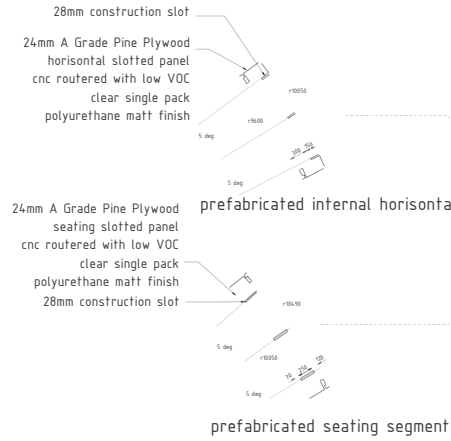 28mm construction slot
24mm A Grade Pine Plywood
horisontal slotted panel
cnc routered with low VOC
clear single pack
polyurethane matt finish
r10050
r9600
5 deg
200
150
5 deg
prefabricated internal horisonta
24mm A Grade Pine Plywood
seating slotted panel
cnc routered with low VOC
clear single pack
polyurethane matt finish
28mm construction slot
r10490
5 deg
r10050
130
250
70
5 deg
prefabricated seating segment